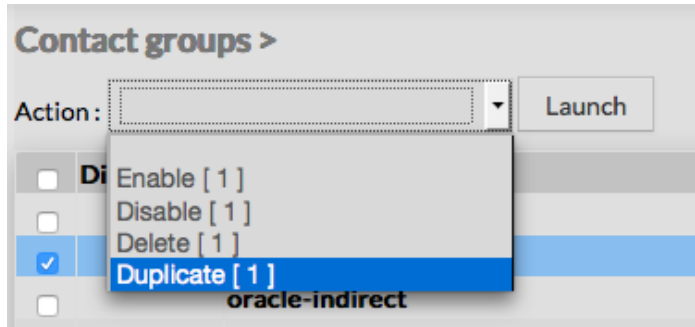 Contact groups >
Action :
Launch
Di
Enable [ 1 ]
Disable [ 1 ]
Delete [ 1 ]
Duplicate [ 1 ]
oracle-indirect